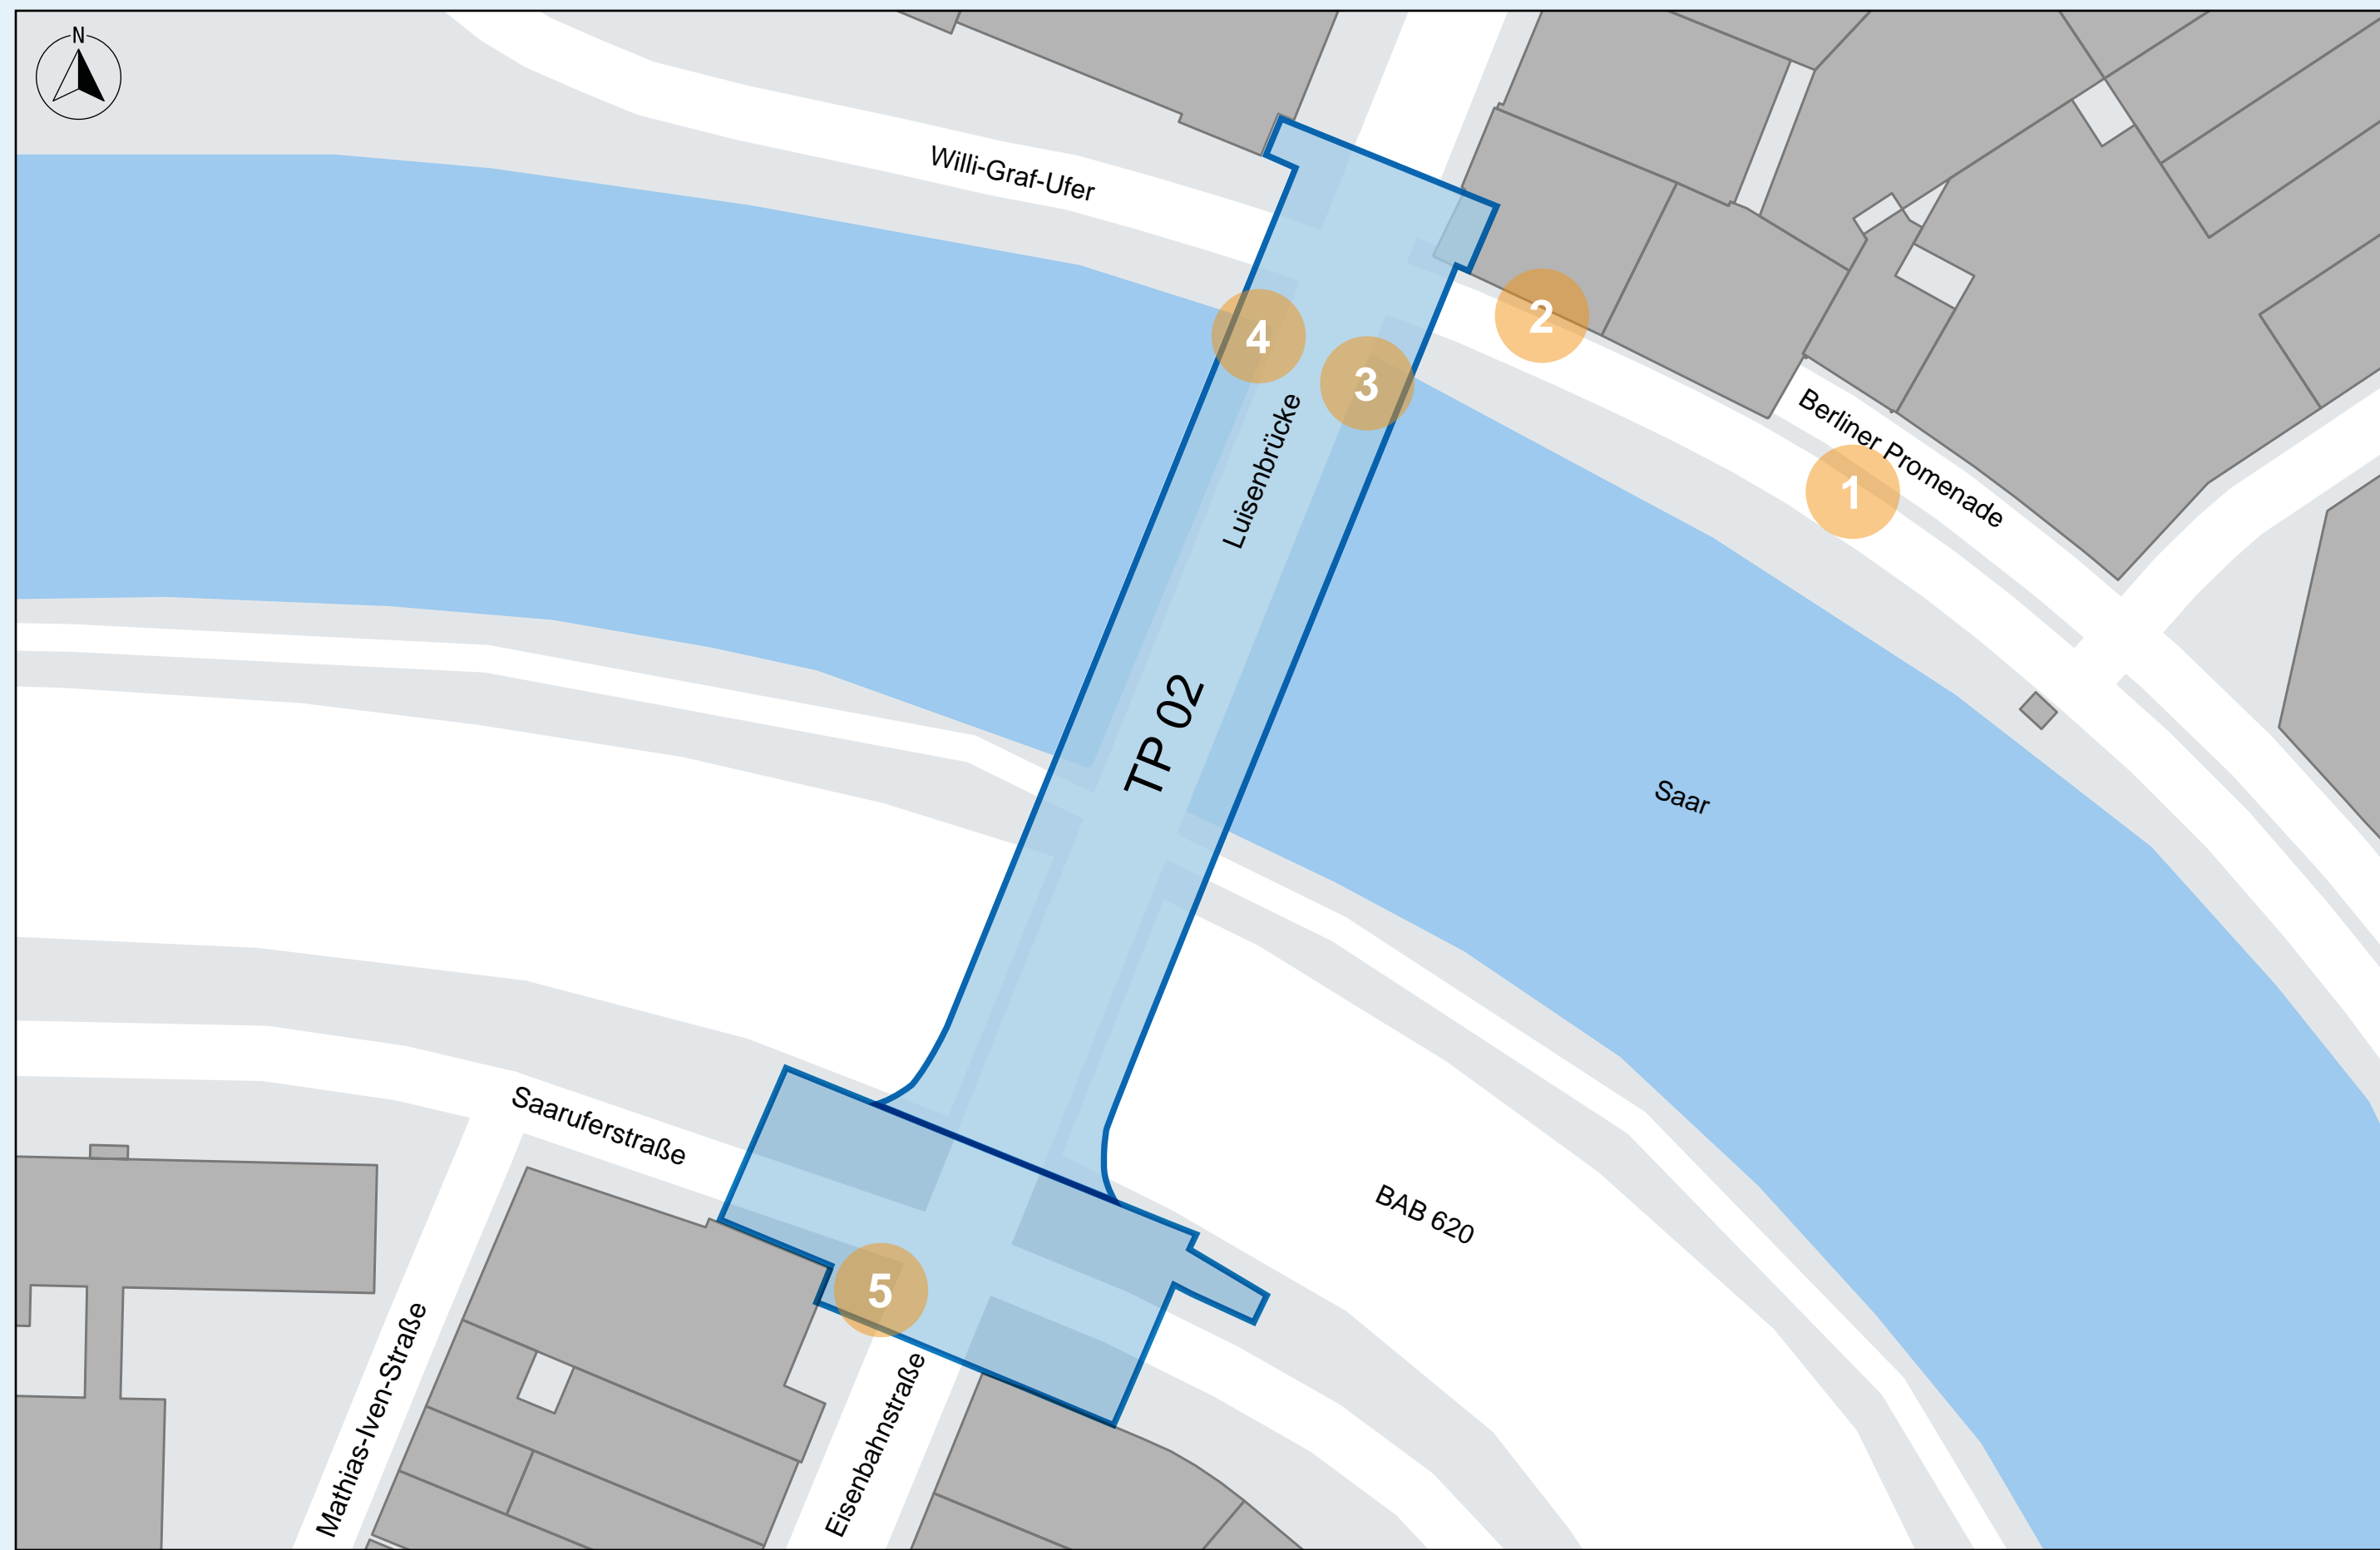 N
Willi-Graf-Ufer
2
4
3
Luisenbrücke
Berliner Promenade
1
TP 02
Saar
Saaruferstraße
BAB 620
5
Mathias-Iven-Straße
Eisenbahnstraße